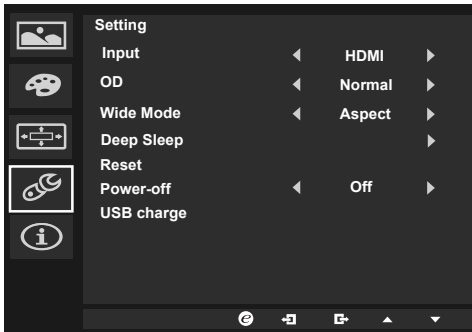 Setting
Input HDMI
OD Normal
Wide Mode Aspect
Deep Sleep
Reset
Power-off Off
USB charge